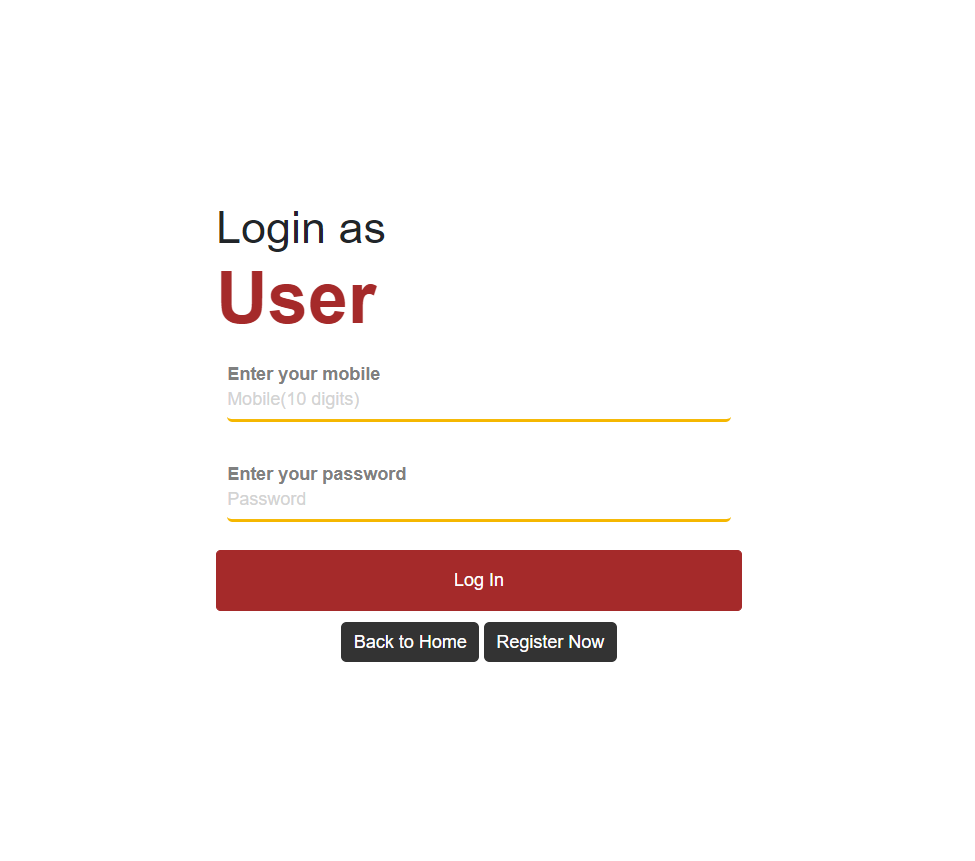 Login as
User
Enter your mobile
Mobile(10 digits)
Enter your password
Password
Log In
Back to Home Register Now